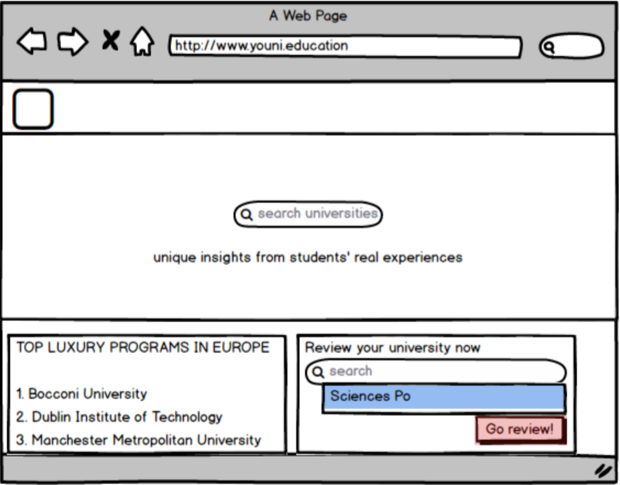 A Web Page
http://www.youni.education
search universities
unique insights from students' real experiences
TOP LUXURY PROGRAMS IN EUROPE
1. Bocconi University
2. Dublin Institute of Technology
3. Manchester Metropolitan University
Review your university now
search
Sciences Po
Go review!